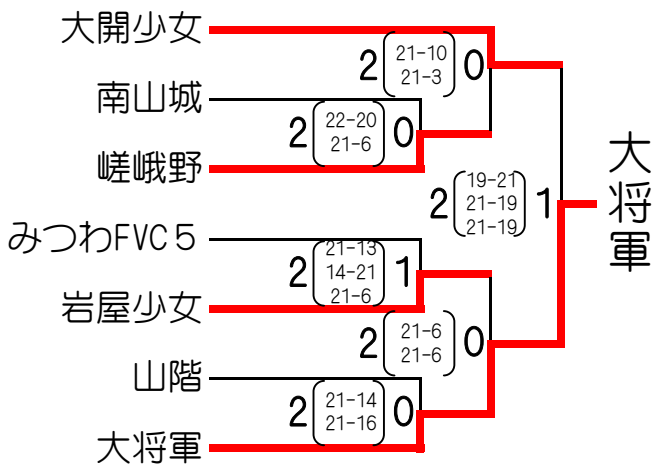 大開少女
2 21-10 0
21-3
南山城
2 22-20 0
21-6
嵯峨野
2 19-21 1
21-19
21-19
大将軍
みつわFVC5
2 21-13 1
14-21
21-6
岩屋少女
2 21-6 0
21-6
山階
2 21-14 0
21-16
大将軍